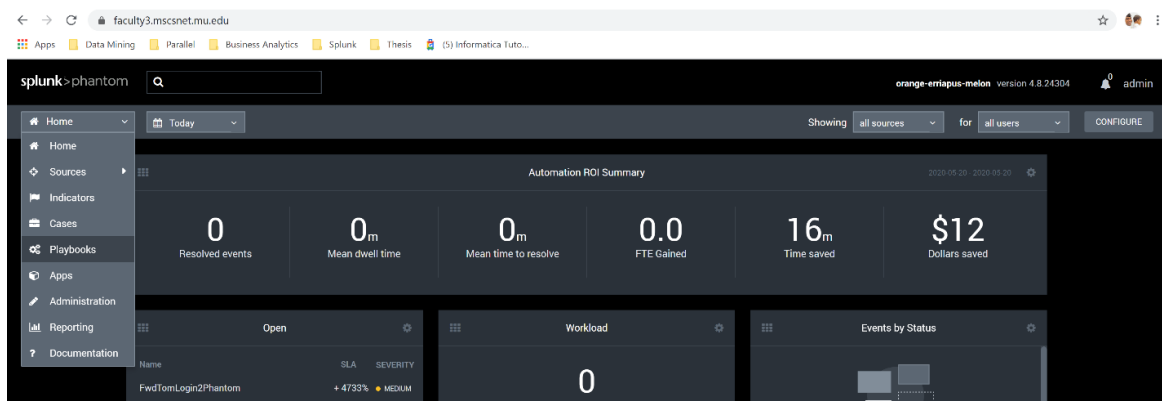 faculty3.mscsnet.mu.edu
Apps Data Mining Parallel Business Analytics Splunk Thesis (5) Informatica Tuto...
splunk>phantom orange-erriapus-melon version 4.8.24304 0 admin
Home Today Showing all sources for all users CONFIGURE
Home
Sources
Indicators
Cases
Playbooks
Apps
Administration
Reporting
? Documentation
Automation ROI Summary 2020-05-20 - 2020-05-20
0 0m 0m 0.0 16m $12
Resolved events Mean dwell time Mean time to resolve FTE Gained Time saved Dollars saved
Open Workload Events by Status
Name SLA SEVERITY
FwdTomLogin2Phantom + 4733% MEDIUM
0